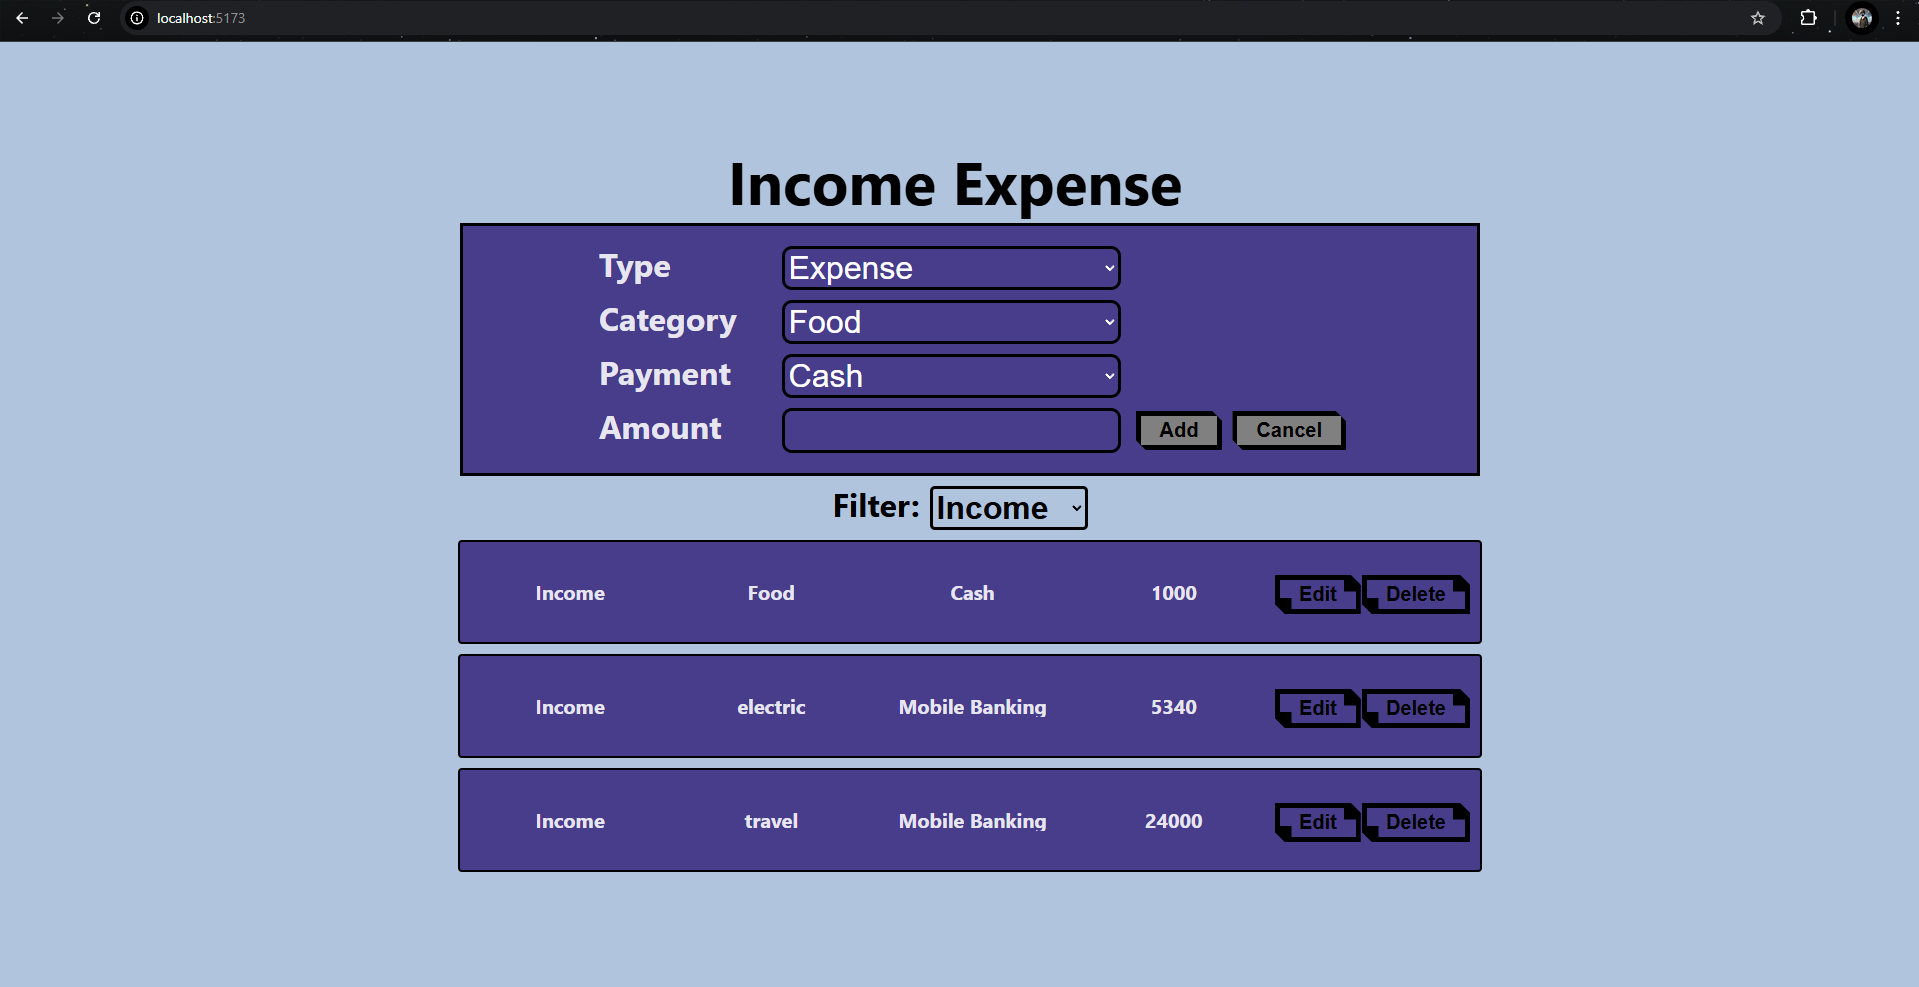 localhost:5173
Income Expense
Type Expense
Category Food
Payment Cash
Amount Add Cancel
Filter: Income
Income Food Cash 1000 Edit Delete
Income electric Mobile Banking 5340 Edit Delete
Income travel Mobile Banking 24000 Edit Delete